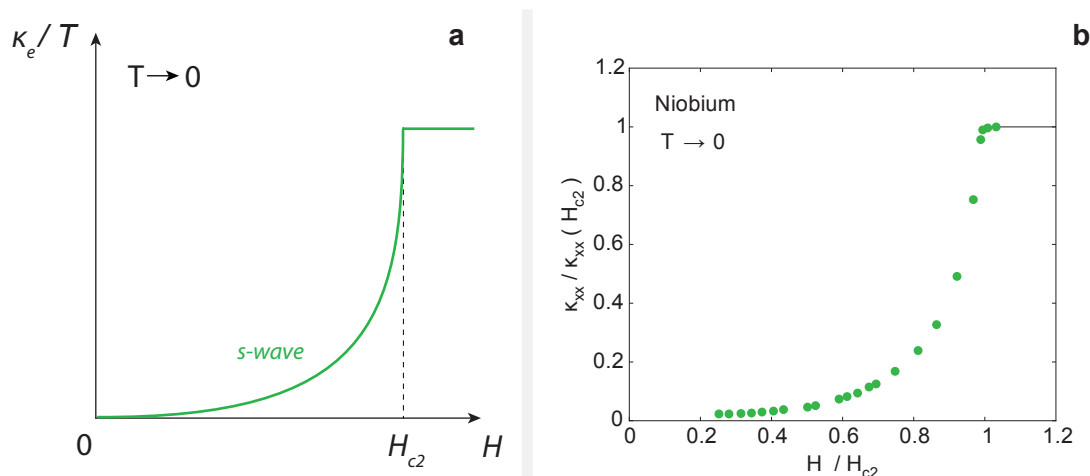 κe/T
a
T→0
s-wave
0
Hc2
H
b
1.2
1
0.8
0.6
0.4
0.2
0
κxx / κxx ( Hc2 )
Niobium
T → 0
0 0.2 0.4 0.6 0.8 1 1.2
H / Hc2